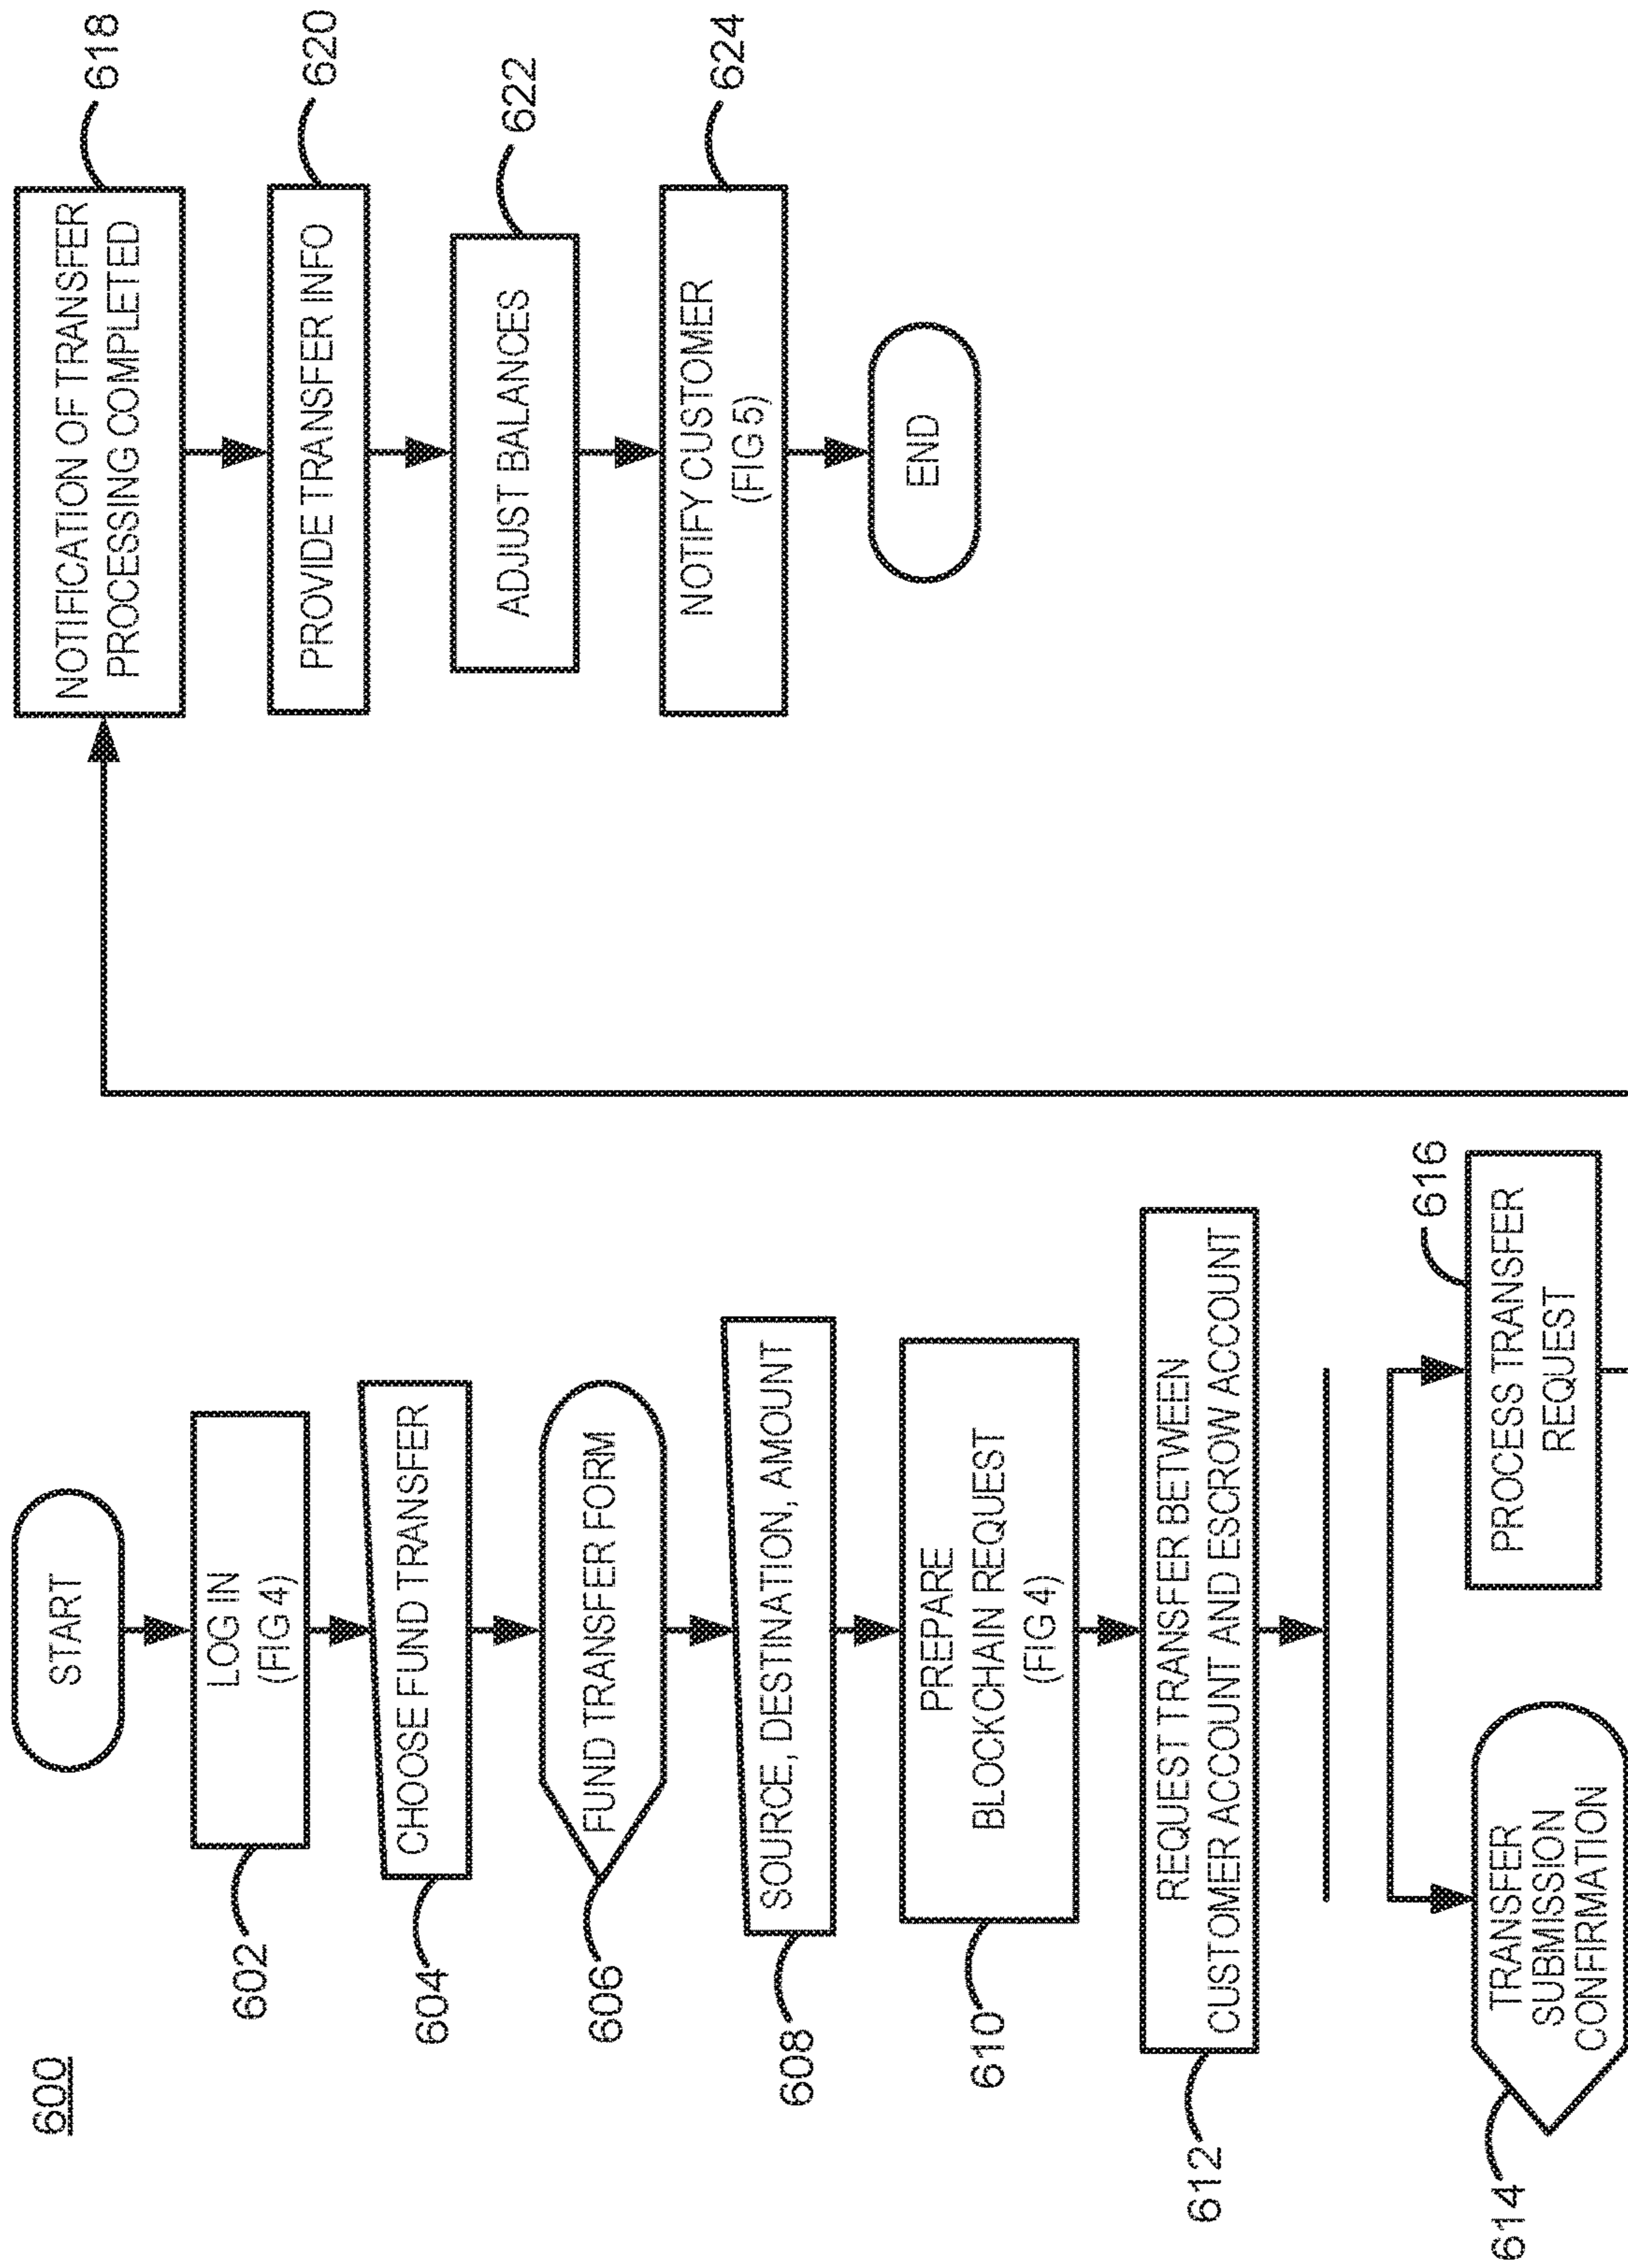 600
START
602
LOG IN
(FIG 4)
604
CHOOSE FUND TRANSFER
606
FUND TRANSFER FORM
608
SOURCE, DESTINATION, AMOUNT
610
PREPARE
BLOCKCHAIN REQUEST
(FIG 4)
612
REQUEST TRANSFER BETWEEN
CUSTOMER ACCOUNT AND ESCROW ACCOUNT
614
TRANSFER
SUBMISSION
CONFIRMATION
616
PROCESS TRANSFER
REQUEST
618
NOTIFICATION OF TRANSFER
PROCESSING COMPLETED
620
PROVIDE TRANSFER INFO
622
ADJUST BALANCES
624
NOTIFY CUSTOMER
(FIG 5)
END